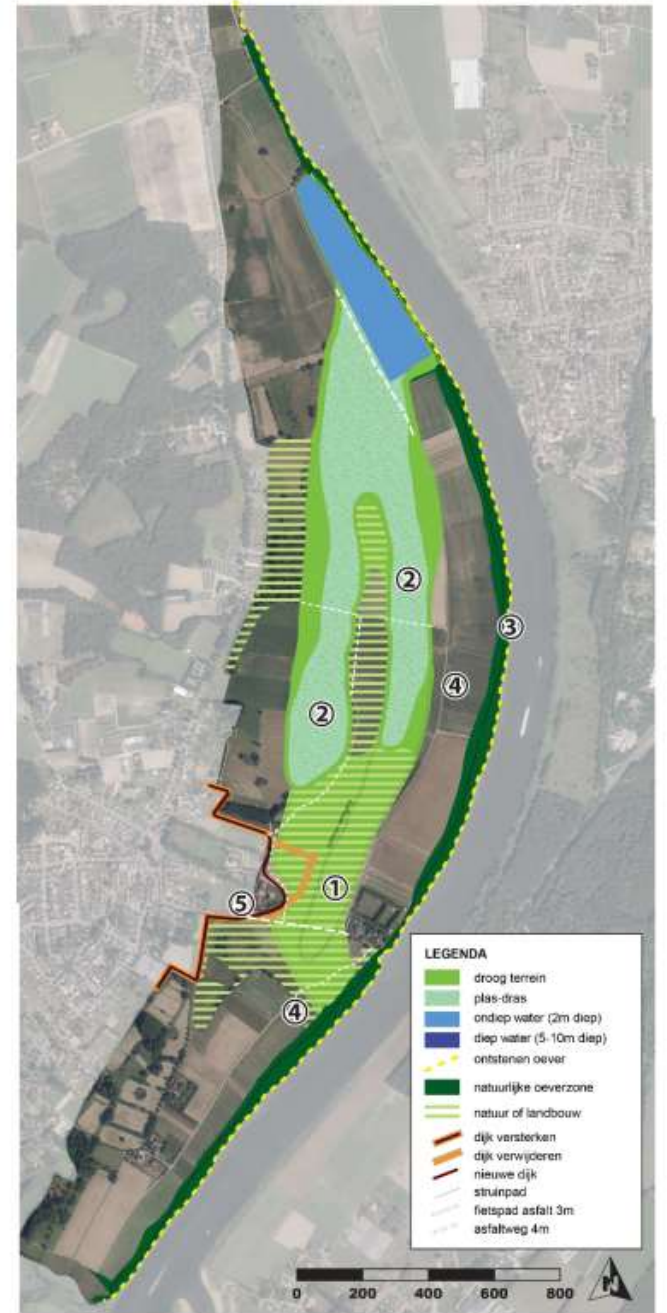 ②
②
③
④
①
⑤
④
LEGENDA
droog terrein
plas-dras
ondiep water (2m diep)
diep water (5-10m diep)
ontstenen oever
natuurlijke oeverzone
natuur of landbouw
dijk versterken
dijk verwijderen
nieuwe dijk
struinpad
fietspad asfalt 3m
asfaltweg 4m
0 200 400 600 800
N